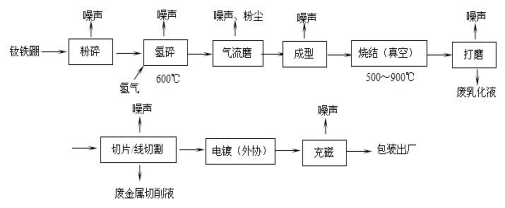 噪声 噪声 噪声、粉尘 噪声 噪声
钕铁硼 粉碎 氢碎 气流磨 成型 烧结（真空） 打磨
氢气 600℃ 500～900℃ 废乳化液
噪声 噪声
切片/线切割 电镀（外协） 充磁 包装出厂
废金属切削液